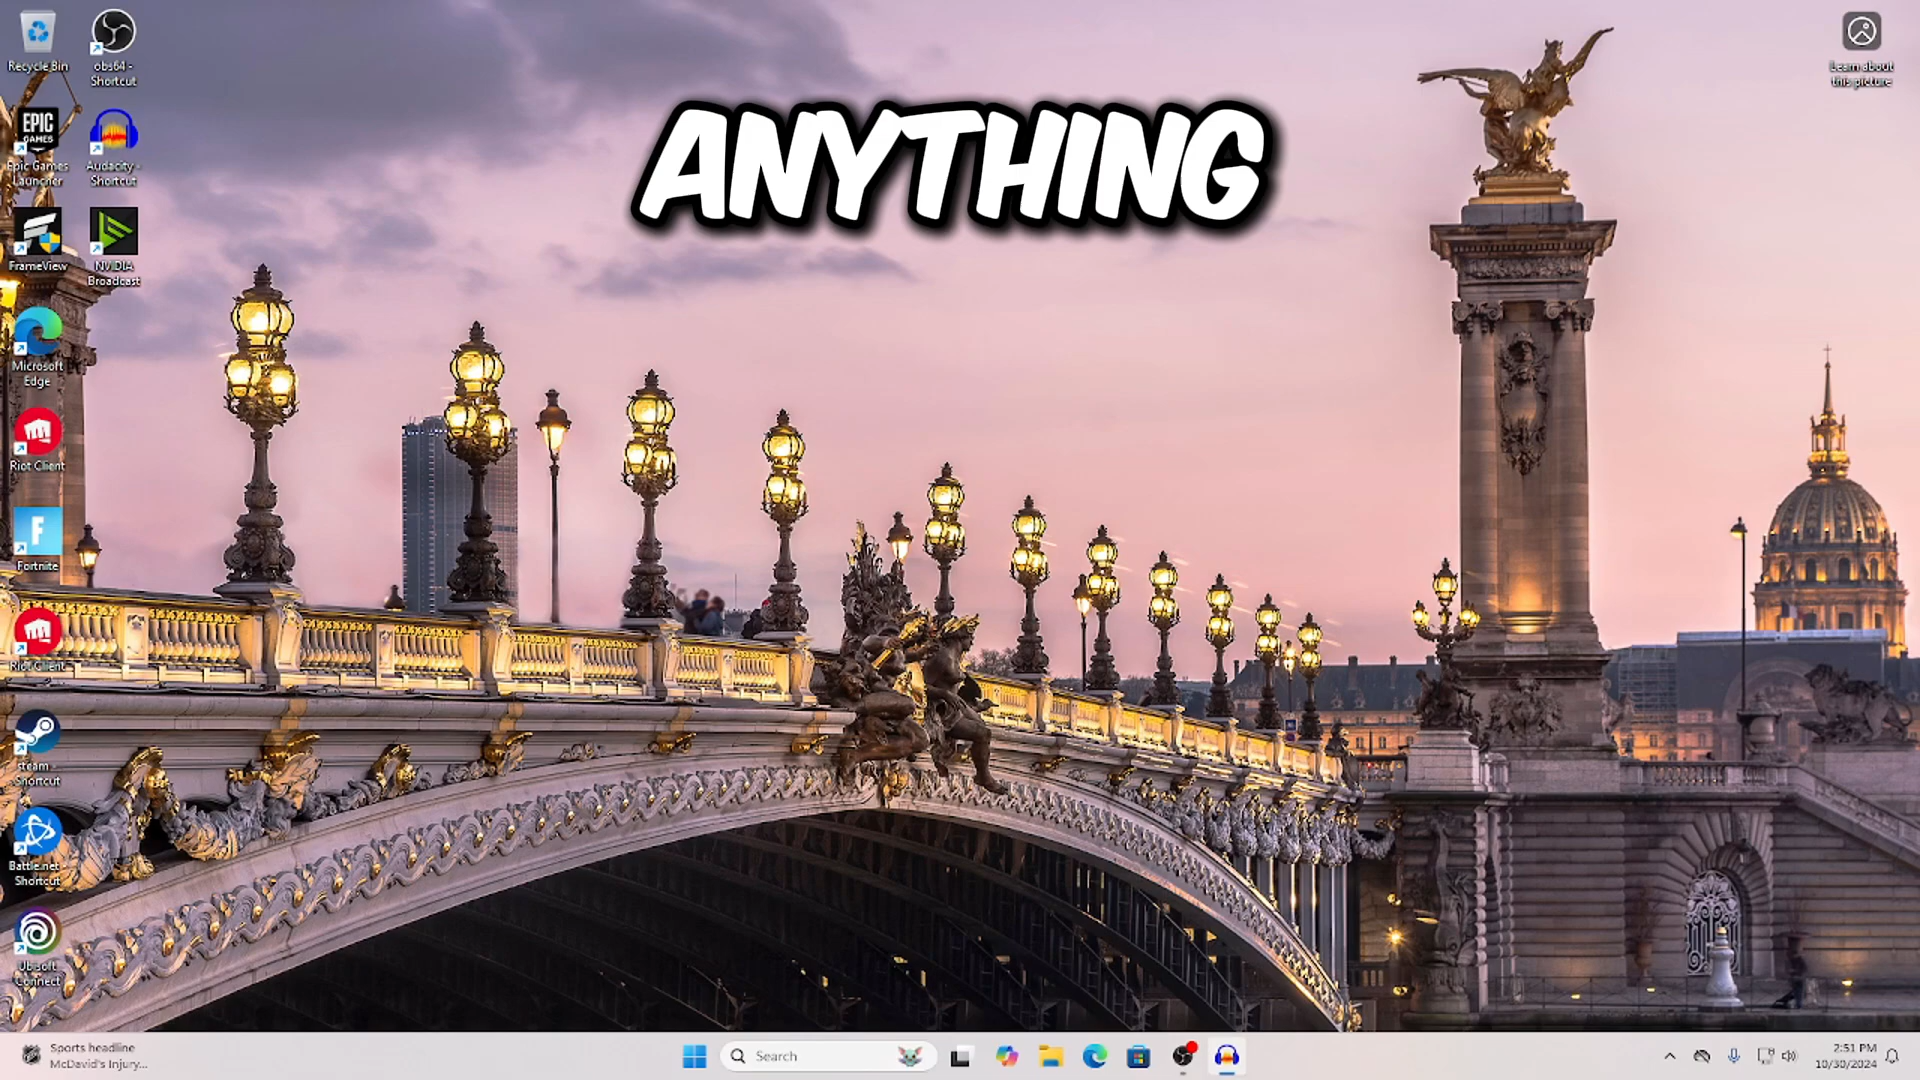 Recycle Bin
obs64 -
Shortcut
Learn about
this picture
ANYTHING
EPIC
GAMES
Epic Games
Launcher
Audacity -
Shortcut
FrameView
NVIDIA
Broadcast
Microsoft
Edge
Riot Client
F
Fortnite
Riot Client
steam -
Shortcut
Battle.net -
Shortcut
Ubisoft
Connect
Sports headline
McDavid's Injury...
Search
2:51 PM
10/30/2024